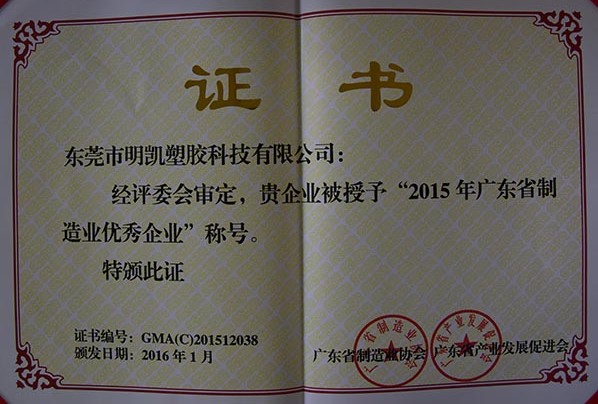 证书
东莞市明凯塑胶科技有限公司：
经评委会审定，贵企业被授予“2015年广东省制
造业优秀企业”称号。
特颁此证
证书编号：GMA(C)201512038
颁发日期：2016年1月
广东省制造业协会 广东省产业发展促进会